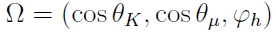 Ω = (cos θ_K, cos θ_μ, φ_h)